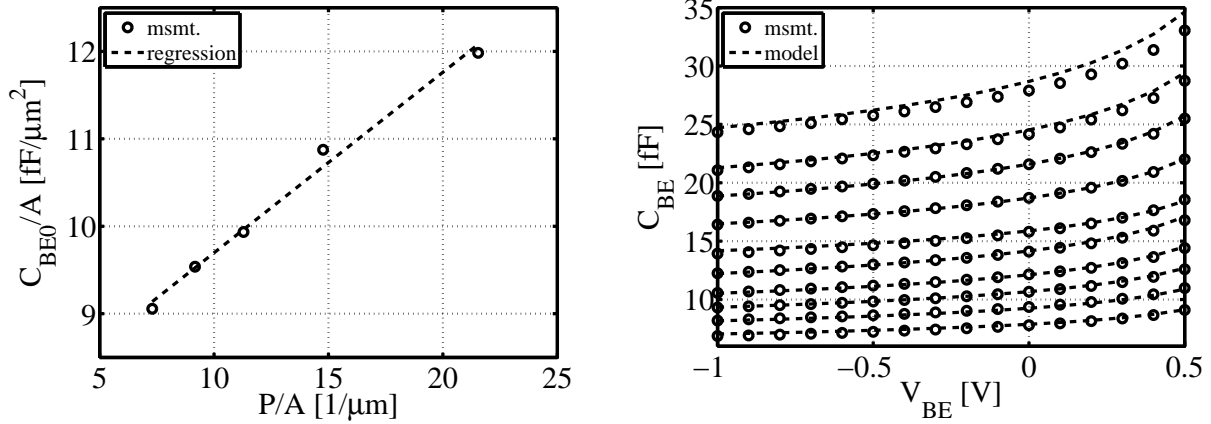 msmt.
regression
12
11
10
9
5
10
15
20
25
P/A [1/μm]
C_BE0/A [fF/μm²]
msmt.
model
35
30
25
20
15
10
−1
−0.5
0
0.5
V_BE [V]
C_BE [fF]